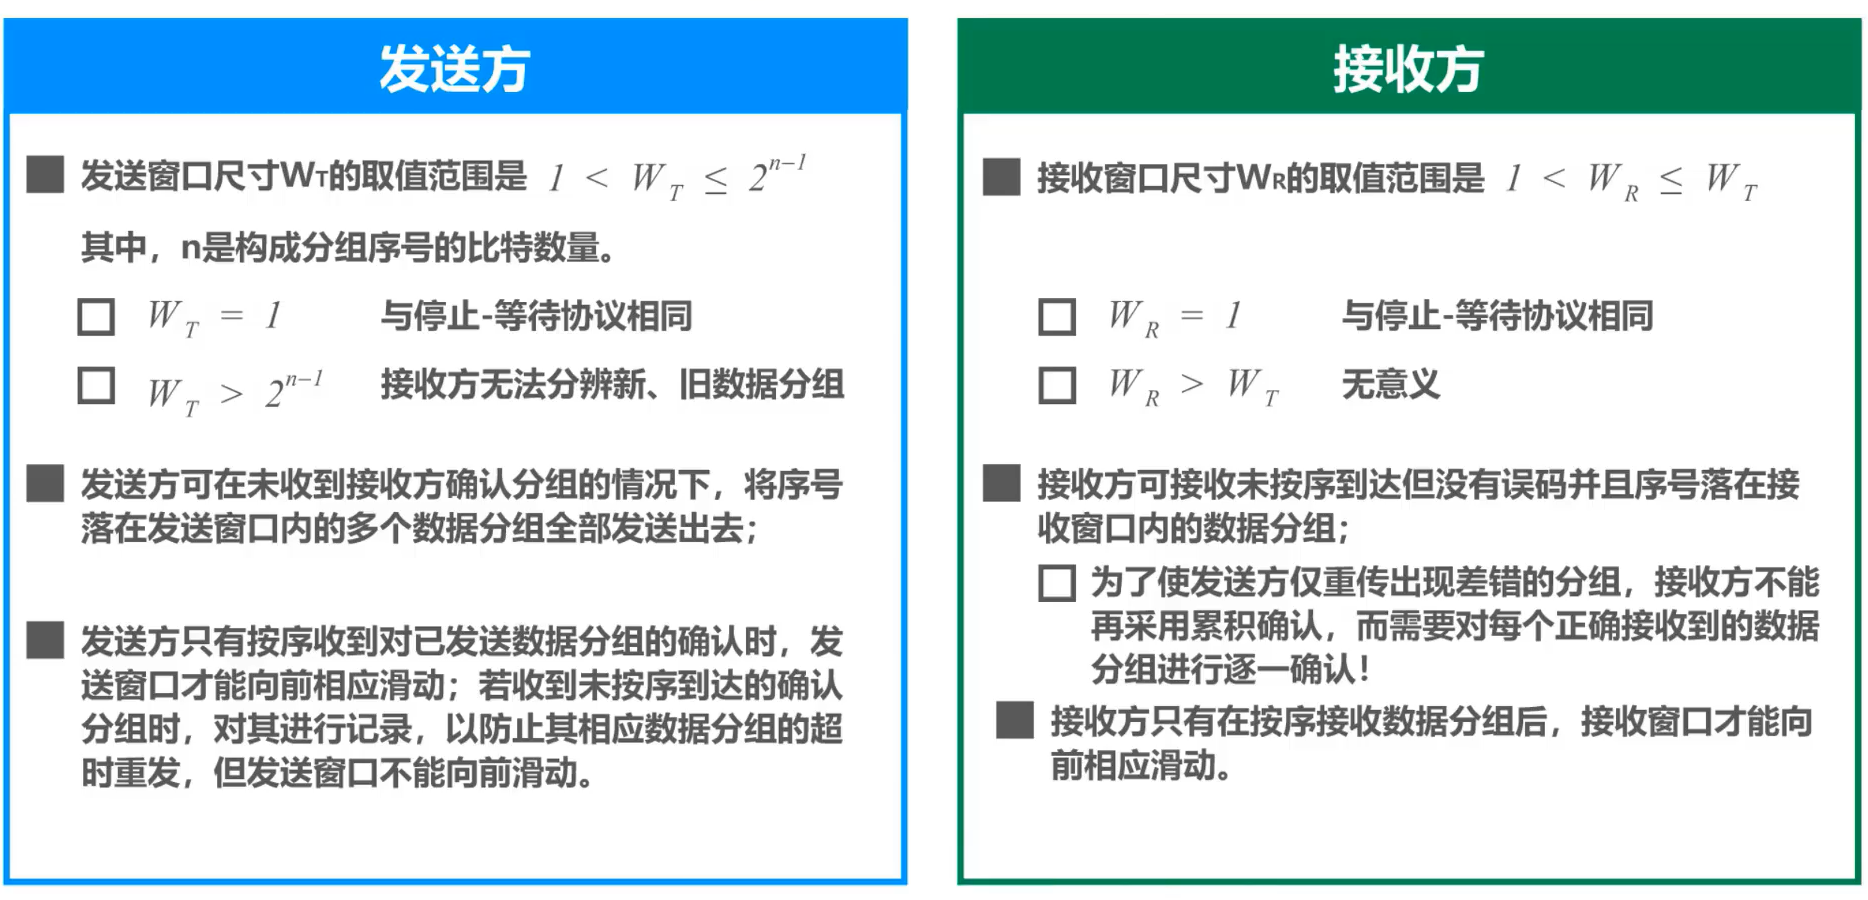 发送方
发送窗口尺寸WT的取值范围是 1 < W_T ≤ 2^{n-1}
其中，n是构成分组序号的比特数量。
W_T = 1 与停止-等待协议相同
W_T > 2^{n-1} 接收方无法分辨新、旧数据分组
发送方可在未收到接收方确认分组的情况下，将序号
落在发送窗口内的多个数据分组全部发送出去；
发送方只有按序收到对已发送数据分组的确认时，发
送窗口才能向前相应滑动；若收到未按序到达的确认
分组时，对其进行记录，以防止其相应数据分组的超
时重发，但发送窗口不能向前滑动。
接收方
接收窗口尺寸WR的取值范围是 1 < W_R ≤ W_T
W_R = 1 与停止-等待协议相同
W_R > W_T 无意义
接收方可接收未按序到达但没有误码并且序号落在接
收窗口内的数据分组；
为了使发送方仅重传出现差错的分组，接收方不能
再采用累积确认，而需要对每个正确接收到的数据
分组进行逐一确认！
接收方只有在按序接收数据分组后，接收窗口才能向
前相应滑动。